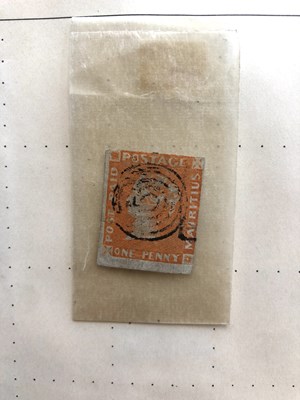 POSTAGE
POST PAID
MAURITIUS
ONE PENNY